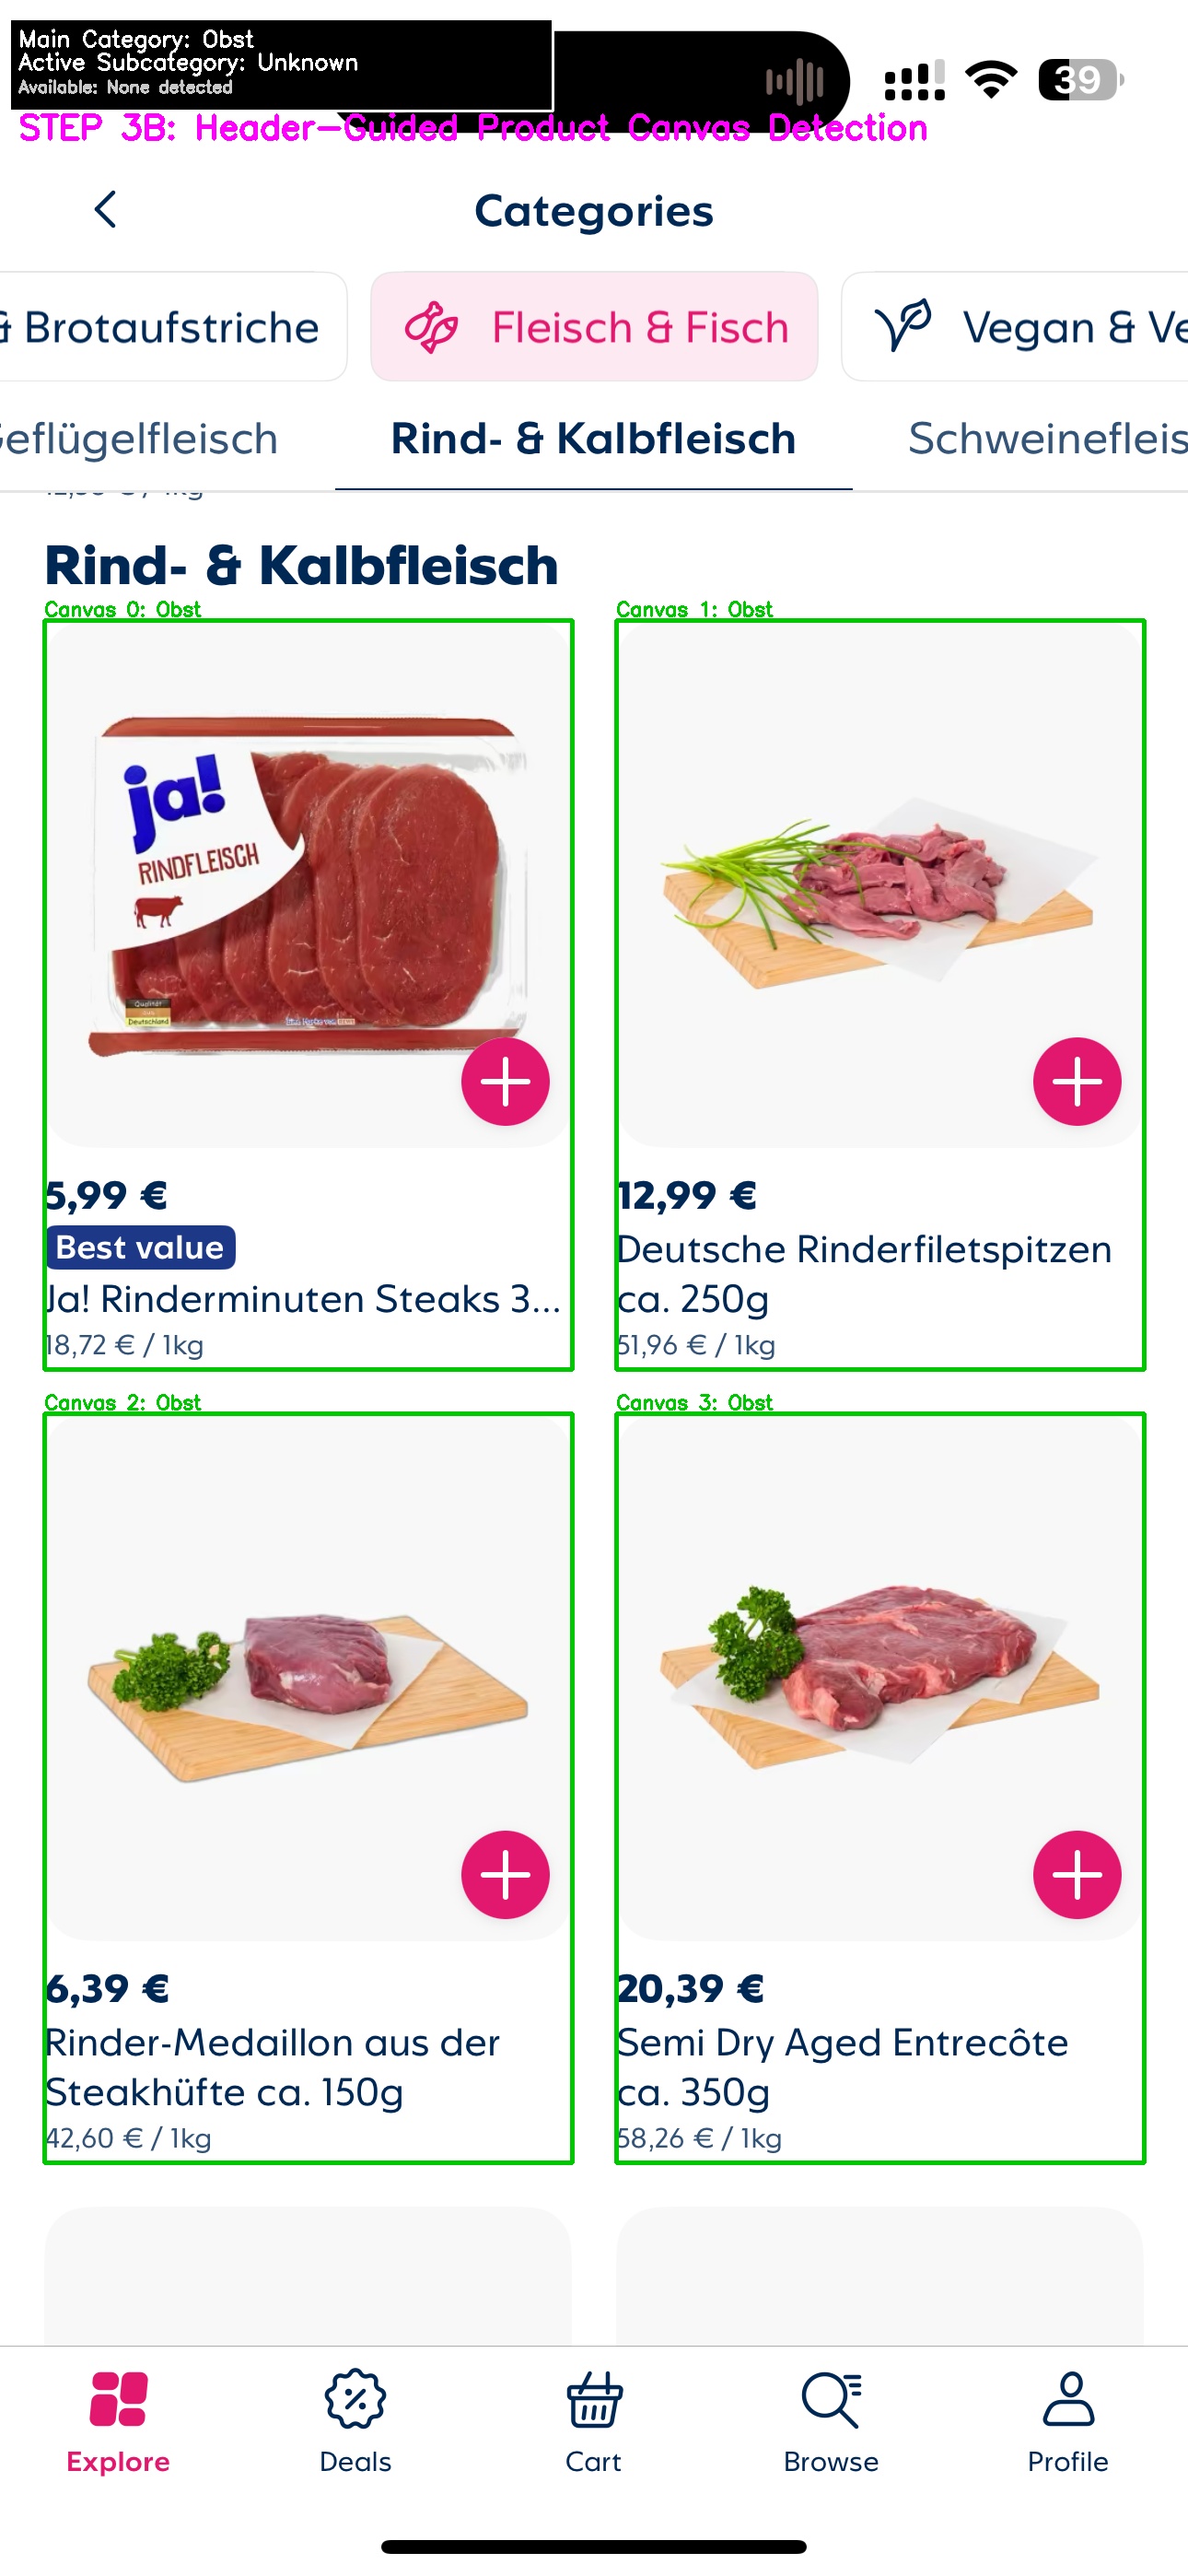 Main Category: Obst
Active Subcategory: Unknown
Available: None detected
39
STEP 3B: Header-Guided Product Canvas Detection
Categories
& Brotaufstriche
Fleisch & Fisch
Vegan & Ve
Geflügelfleisch
Rind- & Kalbfleisch
Schweinefleis
Rind- & Kalbfleisch
Canvas 0: Obst
Canvas 1: Obst
ja!
RINDFLEISCH
Qualität
aus
Deutschland
5,99 €
Best value
Ja! Rinderminuten Steaks 3...
18,72 € / 1kg
12,99 €
Deutsche Rinderfiletspitzen
ca. 250g
51,96 € / 1kg
Canvas 2: Obst
Canvas 3: Obst
6,39 €
Rinder-Medaillon aus der
Steakhüfte ca. 150g
42,60 € / 1kg
20,39 €
Semi Dry Aged Entrecôte
ca. 350g
58,26 € / 1kg
Explore
Deals
Cart
Browse
Profile